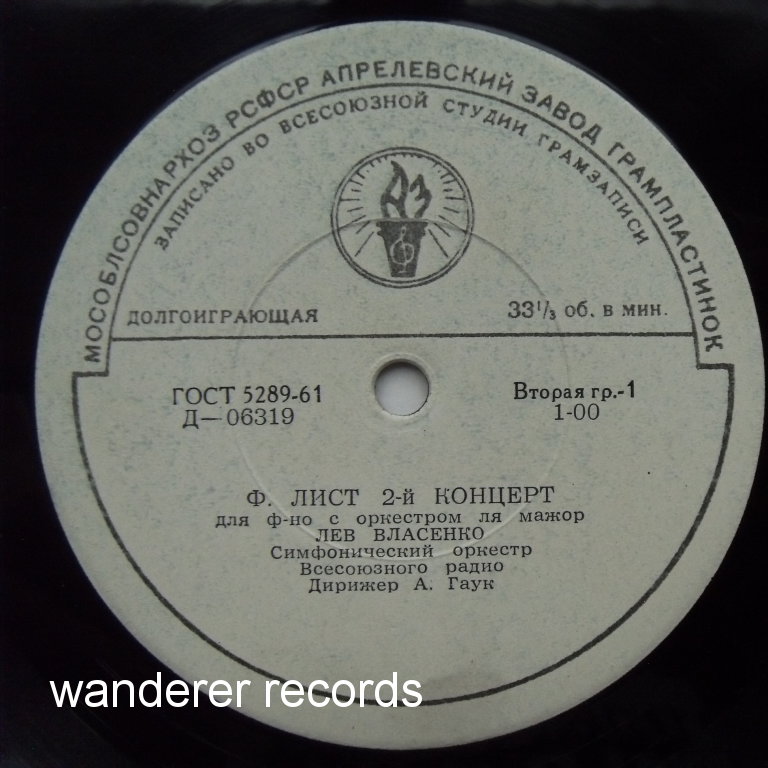 МОСОБЛСОВНАРХОЗ РСФСР АПРЕЛЕВСКИЙ ЗАВОД ГРАМПЛАСТИНОК
ЗАПИСАНО ВО ВСЕСОЮЗНОЙ СТУДИИ ГРАМЗАПИСИ
АЗ
ДОЛГОИГРАЮЩАЯ 33 1/3 об. в мин.
ГОСТ 5289-61 Вторая гр.-1
Д—06319 1-00
Ф. ЛИСТ 2-й КОНЦЕРТ
для ф-но с оркестром ля мажор
ЛЕВ ВЛАСЕНКО
Симфонический оркестр
Всесоюзного радио
Дирижер А. Гаук
wanderer records